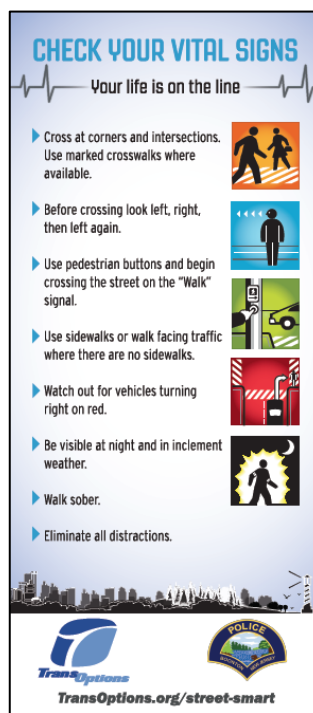 CHECK YOUR VITAL SIGNS
Your life is on the line
Cross at corners and intersections.
Use marked crosswalks where
available.
Before crossing look left, right,
then left again.
Use pedestrian buttons and begin
crossing the street on the “Walk”
signal.
Use sidewalks or walk facing traffic
where there are no sidewalks.
Watch out for vehicles turning
right on red.
Be visible at night and in inclement
weather.
Walk sober.
Eliminate all distractions.
TransOptions
POLICE
BOONTON
NEW JERSEY
TransOptions.org/street-smart